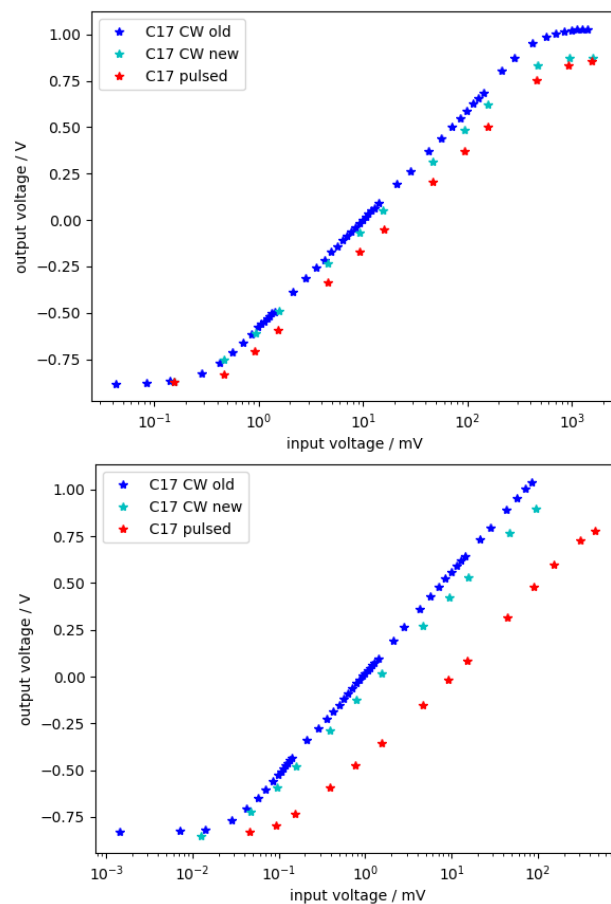 C17 CW old
C17 CW new
C17 pulsed
output voltage / V
1.00
0.75
0.50
0.25
0.00
−0.25
−0.50
−0.75
10⁻¹ 10⁰ 10¹ 10² 10³
input voltage / mV
C17 CW old
C17 CW new
C17 pulsed
output voltage / V
1.00
0.75
0.50
0.25
0.00
−0.25
−0.50
−0.75
10⁻³ 10⁻² 10⁻¹ 10⁰ 10¹ 10²
input voltage / mV